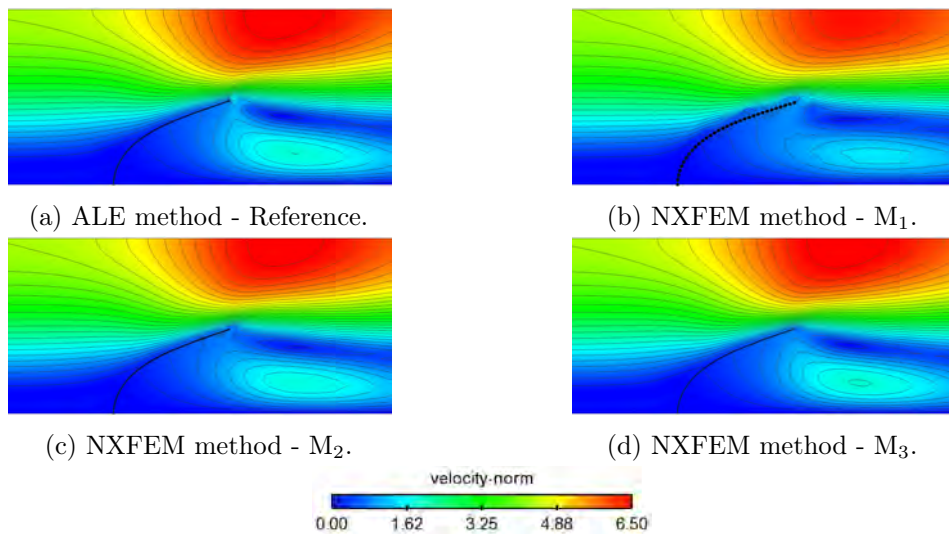 (a) ALE method - Reference.
(b) NXFEM method - M₁.
(c) NXFEM method - M₂.
(d) NXFEM method - M₃.
velocity-norm
0.00 1.62 3.25 4.88 6.50